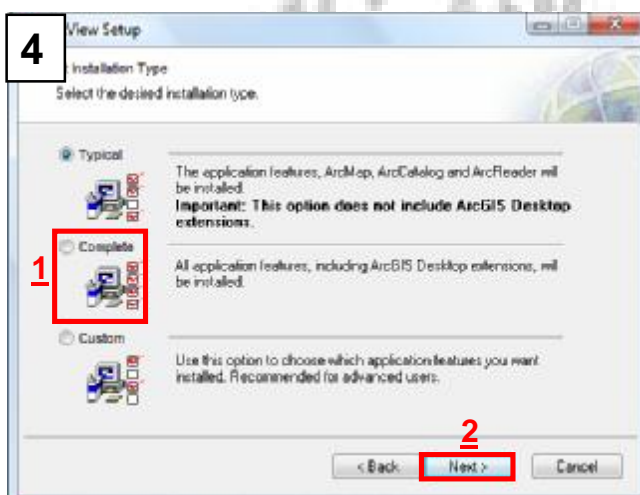 4
View Setup
Installation Type
Select the desired installation type.
Typical
The application features, ArcMap, ArcCatalog and ArcReader will
be installed.
Important: This option does not include ArcGIS Desktop
extensions.
1
Complete
All application features, including ArcGIS Desktop extensions, will
be installed.
Custom
Use this option to choose which application features you want
installed. Recommended for advanced users.
2
< Back
Next >
Cancel